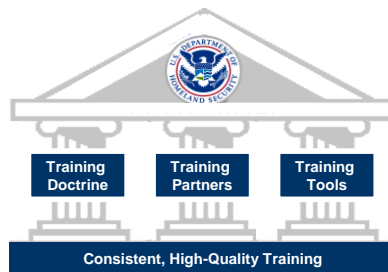 U.S. DEPARTMENT OF
HOMELAND SECURITY
Training
Doctrine
Training
Partners
Training
Tools
Consistent, High-Quality Training